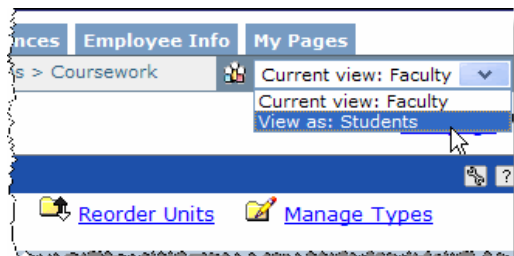 nces Employee Info My Pages
s > Coursework Current view: Faculty
Current view: Faculty
View as: Students
?
Reorder Units Manage Types